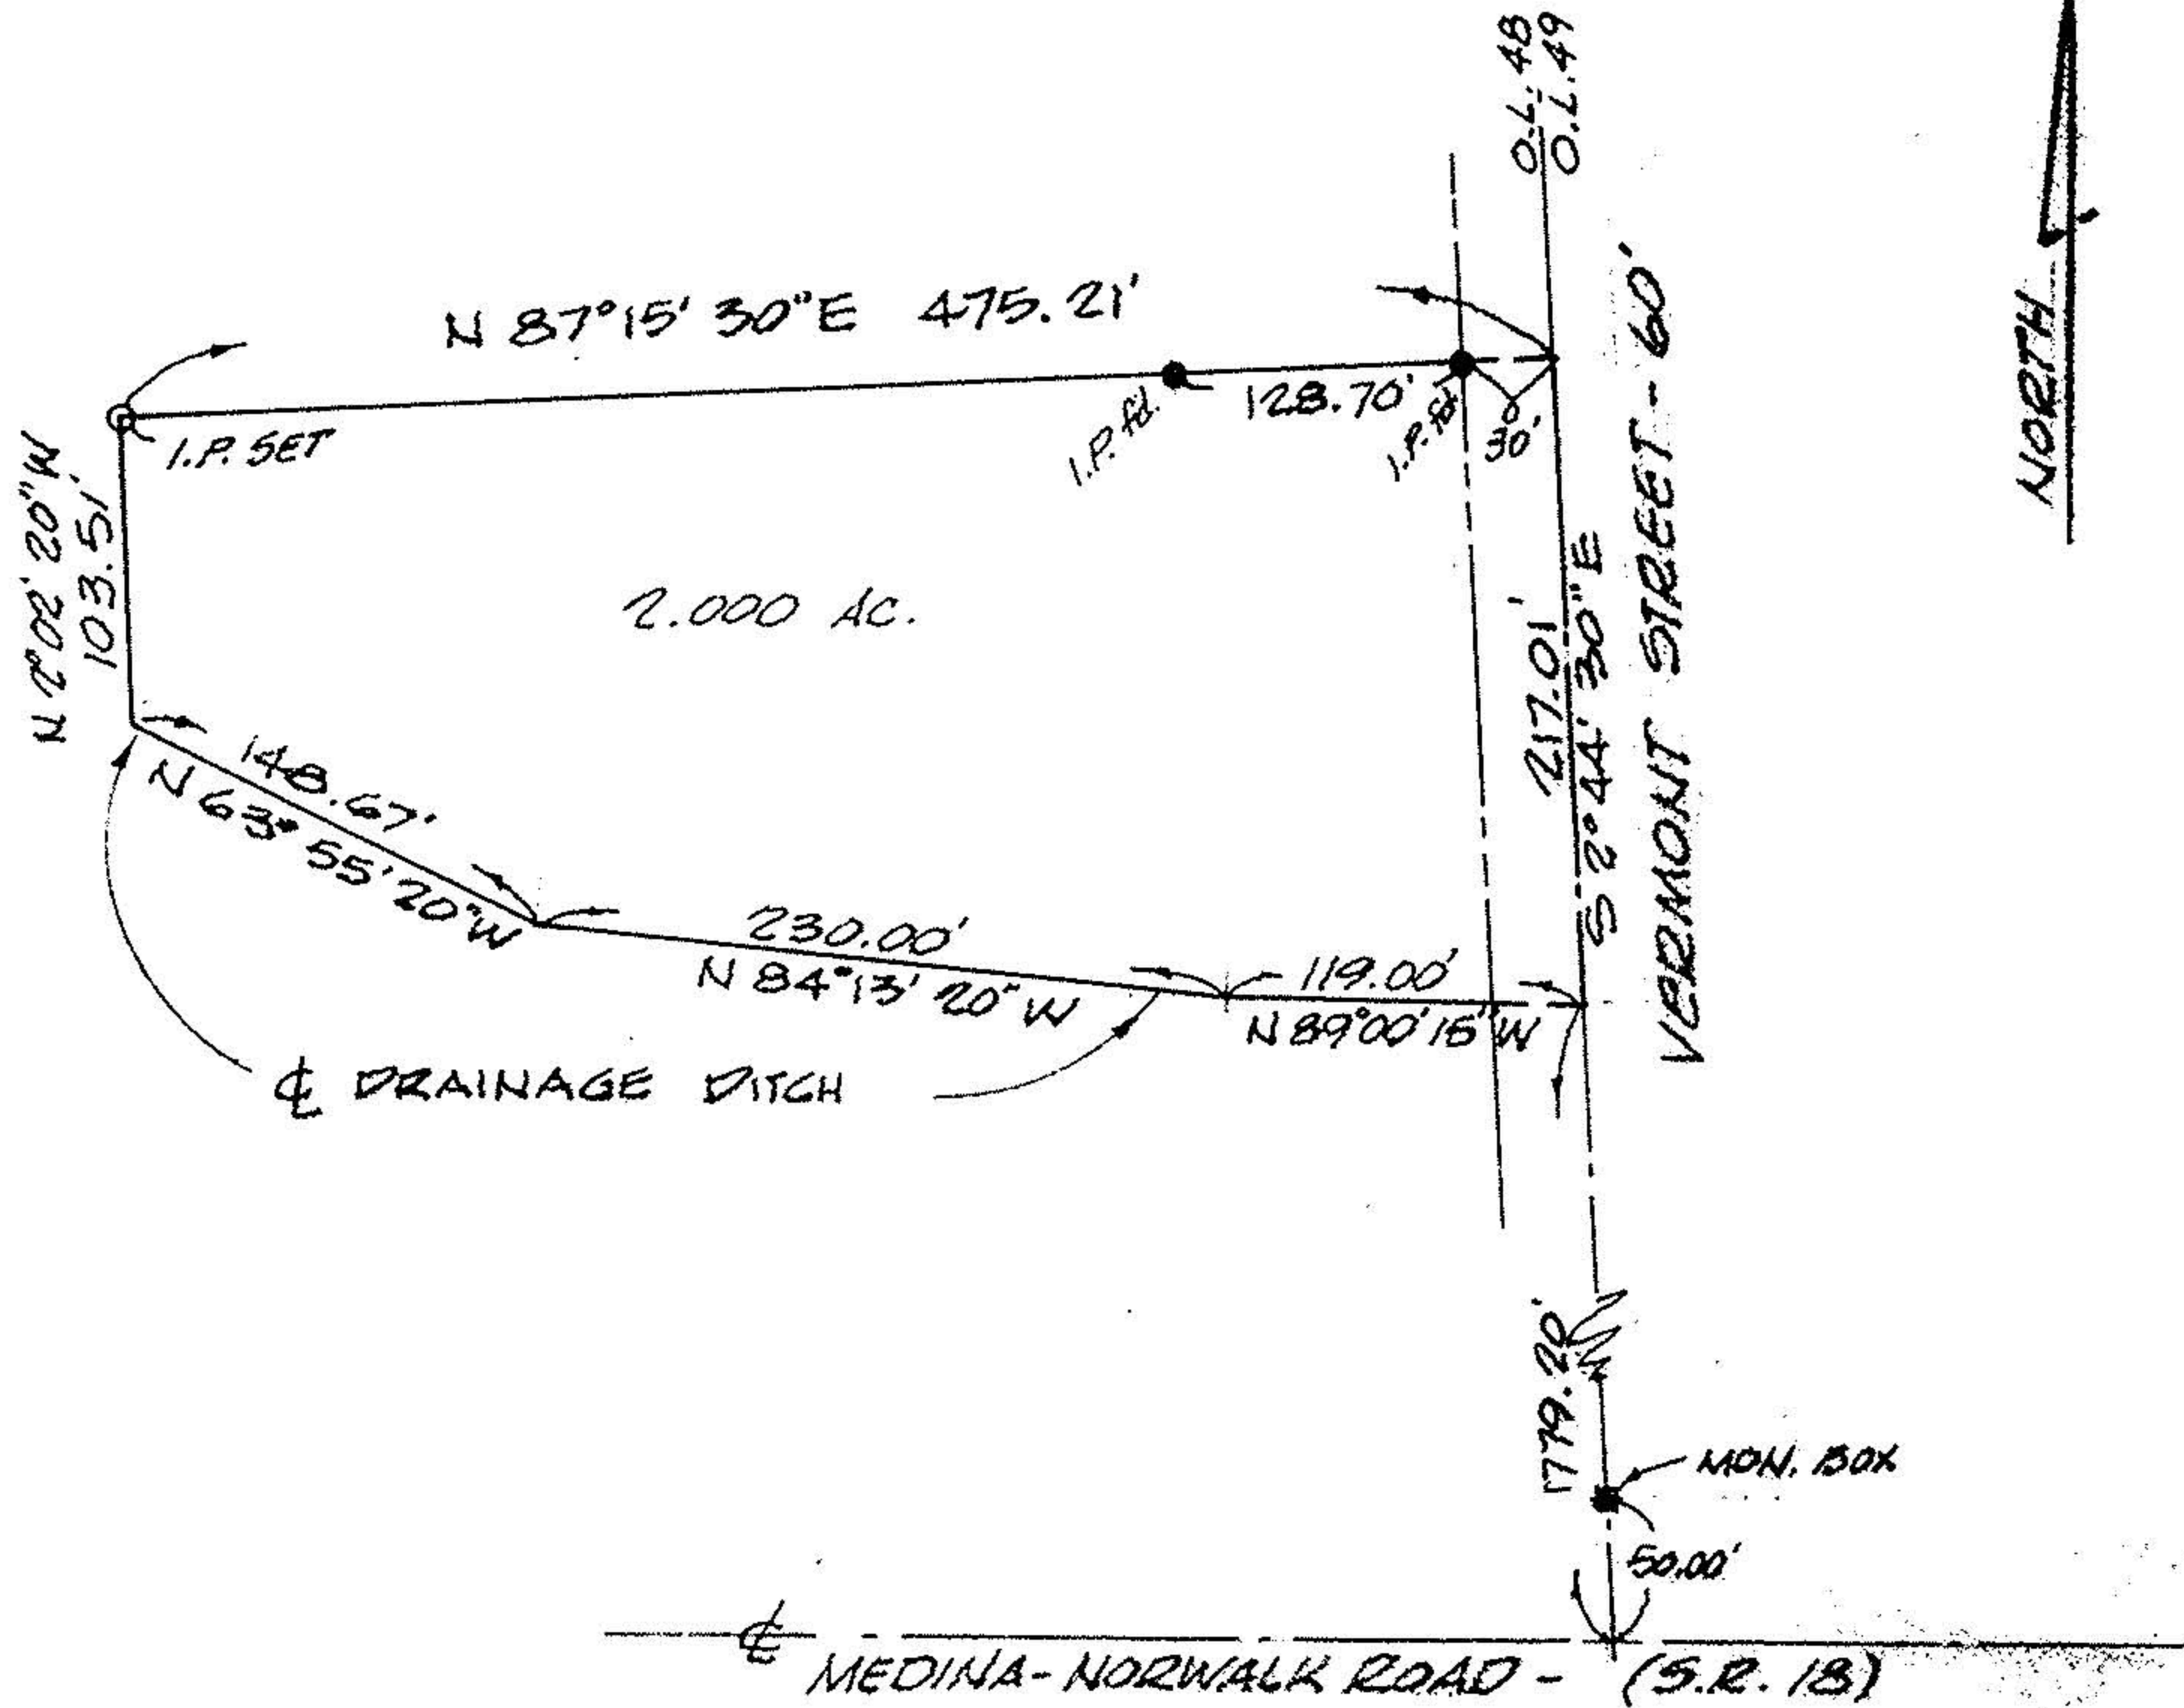 O.L. 48
O.L. 49
NORTH
N 87°15' 30"E 475.21'
I.P. SET
I.P. fd.
128.70'
I.P. fd.
30'
N 2°02' 20" W
103.51'
2.000 AC.
217.01'
S 2° 44' 30" E
VERMONT STREET - 60'
148.67'
N 63° 55' 20" W
230.00'
N 84°13' 20" W
119.00'
N 89°00' 15" W
℄ DRAINAGE DITCH
1779.20'
MON. BOX
50.00'
℄
MEDINA - NORWALK ROAD - (S.R. 18)